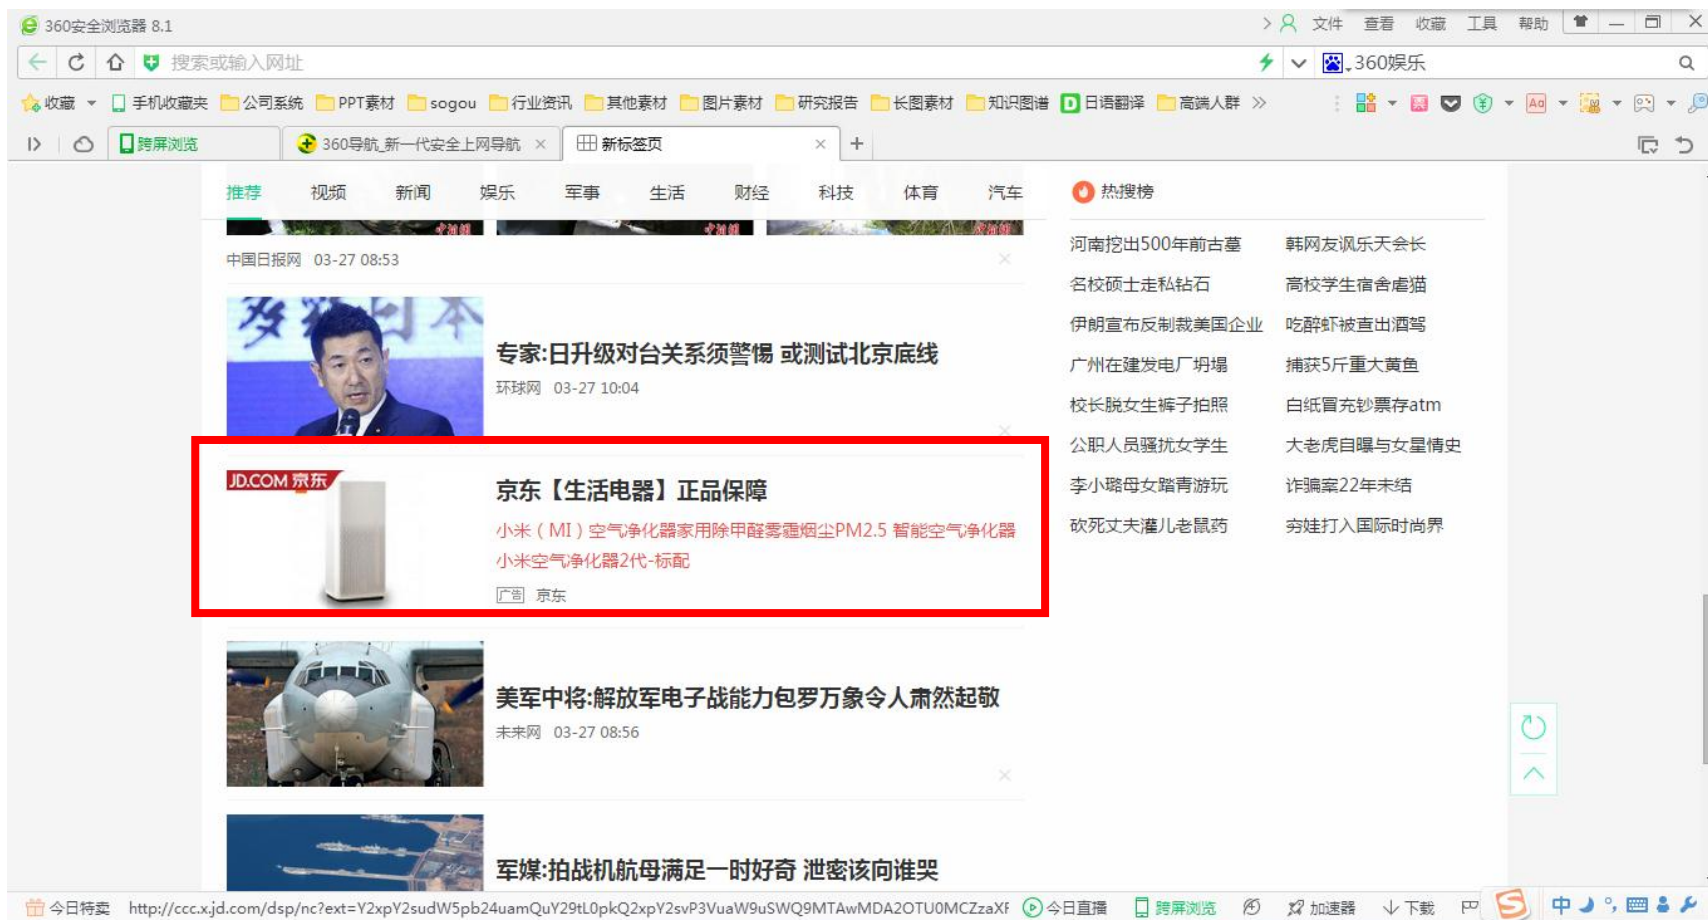 360安全浏览器 8.1
文件 查看 收藏 工具 帮助
搜索或输入网址
360娱乐
收藏 手机收藏夹 公司系统 PPT素材 sogou 行业资讯 其他素材 图片素材 研究报告 长图素材 知识图谱 D 日语翻译 高端人群
跨屏浏览 360导航_新一代安全上网导航 新标签页
推荐 视频 新闻 娱乐 军事 生活 财经 科技 体育 汽车
中国日报网 03-27 08:53
专家:日升级对台关系须警惕 或测试北京底线
环球网 03-27 10:04
JD.COM 京东
京东【生活电器】正品保障
小米（MI）空气净化器家用除甲醛雾霾烟尘PM2.5 智能空气净化器
小米空气净化器2代-标配
广告 京东
美军中将:解放军电子战能力包罗万象令人肃然起敬
未来网 03-27 08:56
军媒:拍战机航母满足一时好奇 泄密该向谁哭
热搜榜
河南挖出500年前古墓 韩网友讽乐天会长
名校硕士走私钻石 高校学生宿舍虐猫
伊朗宣布反制裁美国企业 吃醉虾被查出酒驾
广州在建发电厂坍塌 捕获5斤重大黄鱼
校长脱女生裤子拍照 白纸冒充钞票存atm
公职人员骚扰女学生 大老虎自曝与女星情史
李小璐母女踏青游玩 诈骗案22年未结
砍死丈夫灌儿老鼠药 穷娃打入国际时尚界
今日特卖 http://ccc.x.jd.com/dsp/nc?ext=Y2xpY2sudW5pb24uamQuY29tL0pkQ2xpY2svP3VuaW9uSWQ9MTAwMDA2OTU0MCZzaXF 今日直播 跨屏浏览 加速器 下载 中